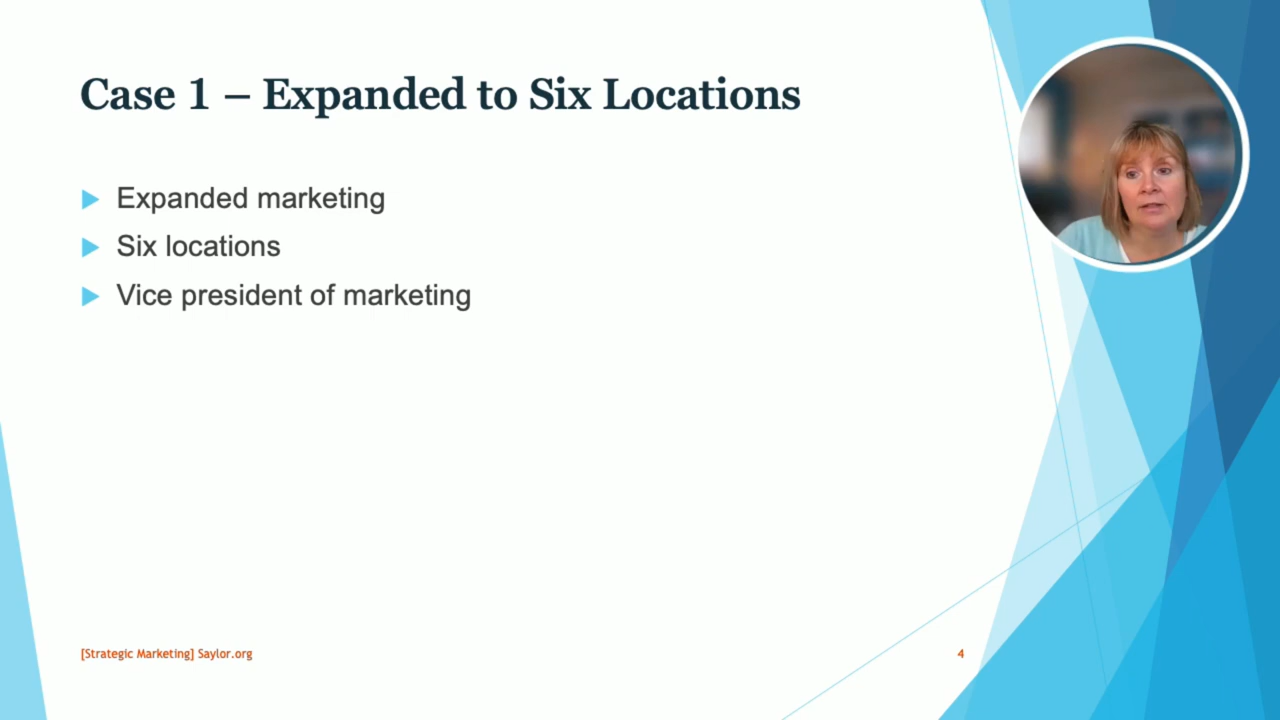 Case 1 – Expanded to Six Locations
Expanded marketing
Six locations
Vice president of marketing
[Strategic Marketing] Saylor.org
4